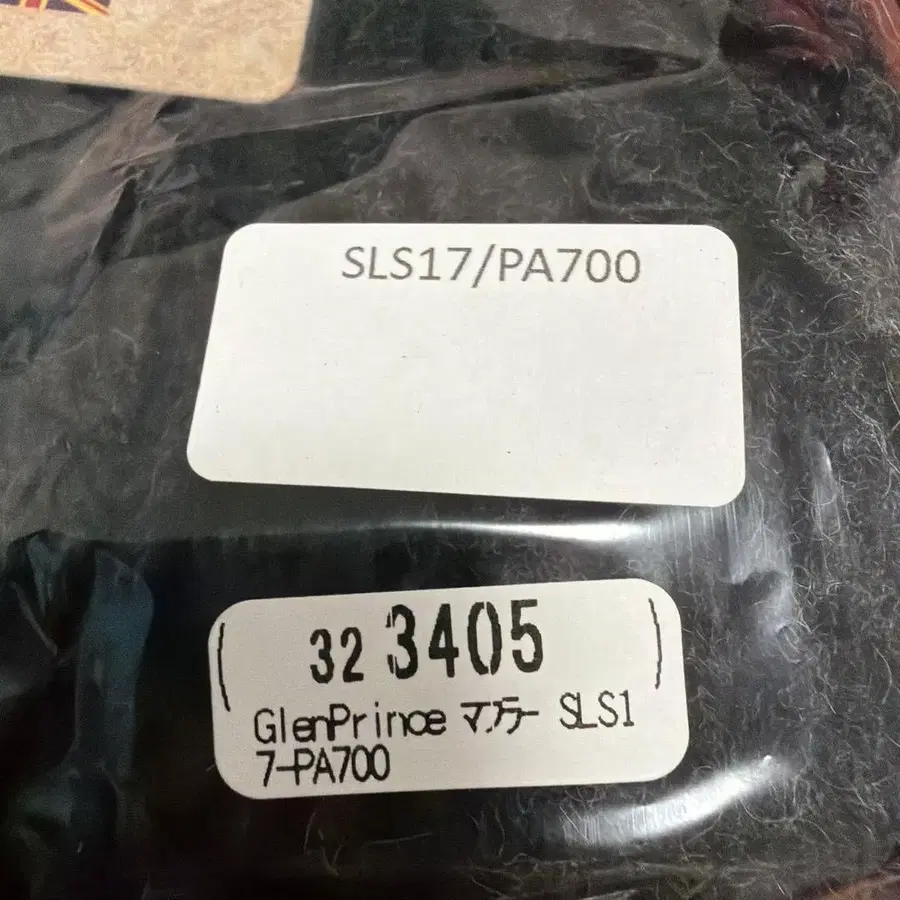 SLS17/PA700
32 3405
GlenPrince マフラー SLS1
7-PA700